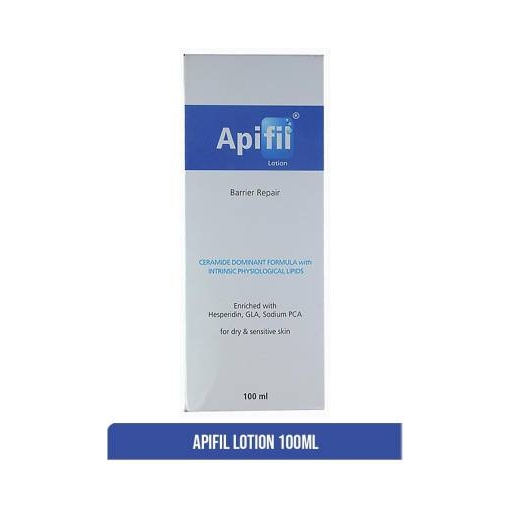 Apifil®
Lotion
Barrier Repair
CERAMIDE DOMINANT FORMULA with
INTRINSIC PHYSIOLOGICAL LIPIDS
Enriched with
Hesperidin, GLA, Sodium PCA
for dry & sensitive skin
100 ml
APIFIL LOTION 100ML